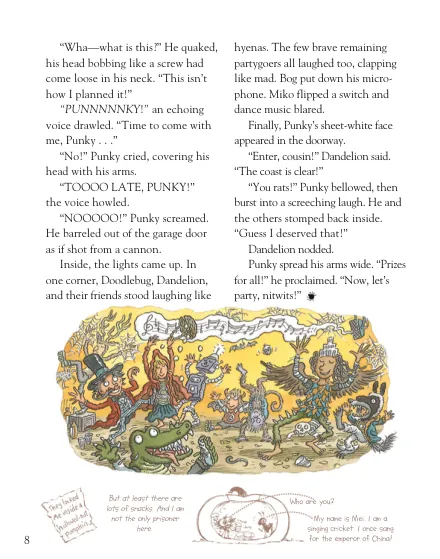 “Wha—what is this?” He quaked,
his head bobbing like a screw had
come loose in his neck. “This isn’t
how I planned it!”
“PUNNNNNKY!” an echoing
voice drawled. “Time to come with
me, Punky . . .”
“No!” Punky cried, covering his
head with his arms.
“TOOOO LATE, PUNKY!”
the voice howled.
“NOOOOO!” Punky screamed.
He barreled out of the garage door
as if shot from a cannon.
Inside, the lights came up. In
one corner, Doodlebug, Dandelion,
and their friends stood laughing like
hyenas. The few brave remaining
partygoers all laughed too, clapping
like mad. Bog put down his micro-
phone. Miko flipped a switch and
dance music blared.
Finally, Punky’s sheet-white face
appeared in the doorway.
“Enter, cousin!” Dandelion said.
“The coast is clear!”
“You rats!” Punky bellowed, then
burst into a screeching laugh. He and
the others stomped back inside.
“Guess I deserved that!”
Dandelion nodded.
Punky spread his arms wide. “Prizes
for all!” he proclaimed. “Now, let’s
party, nitwits!”
They locked
me inside a
pumpkin.
But at least there are
lots of snacks. And I am
not the only prisoner
here.
Who are you?
My name is Mei. I am a
singing cricket. I once sang
for the emperor of China!
8